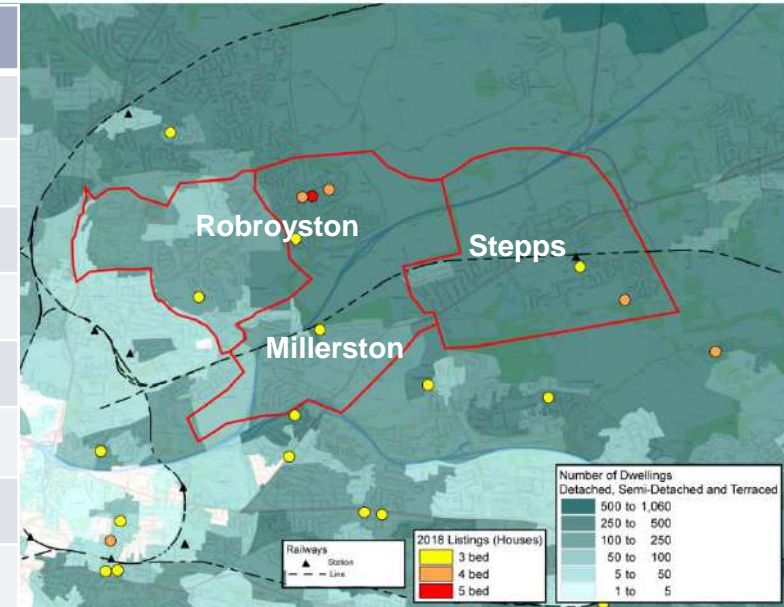 Robroyston
Stepps
Millerston
Railways
Station
Line
2018 Listings (Houses)
3 bed
4 bed
5 bed
Number of Dwellings
Detached, Semi-Detached and Terraced
500 to 1,060
250 to 500
100 to 250
50 to 100
5 to 50
1 to 5